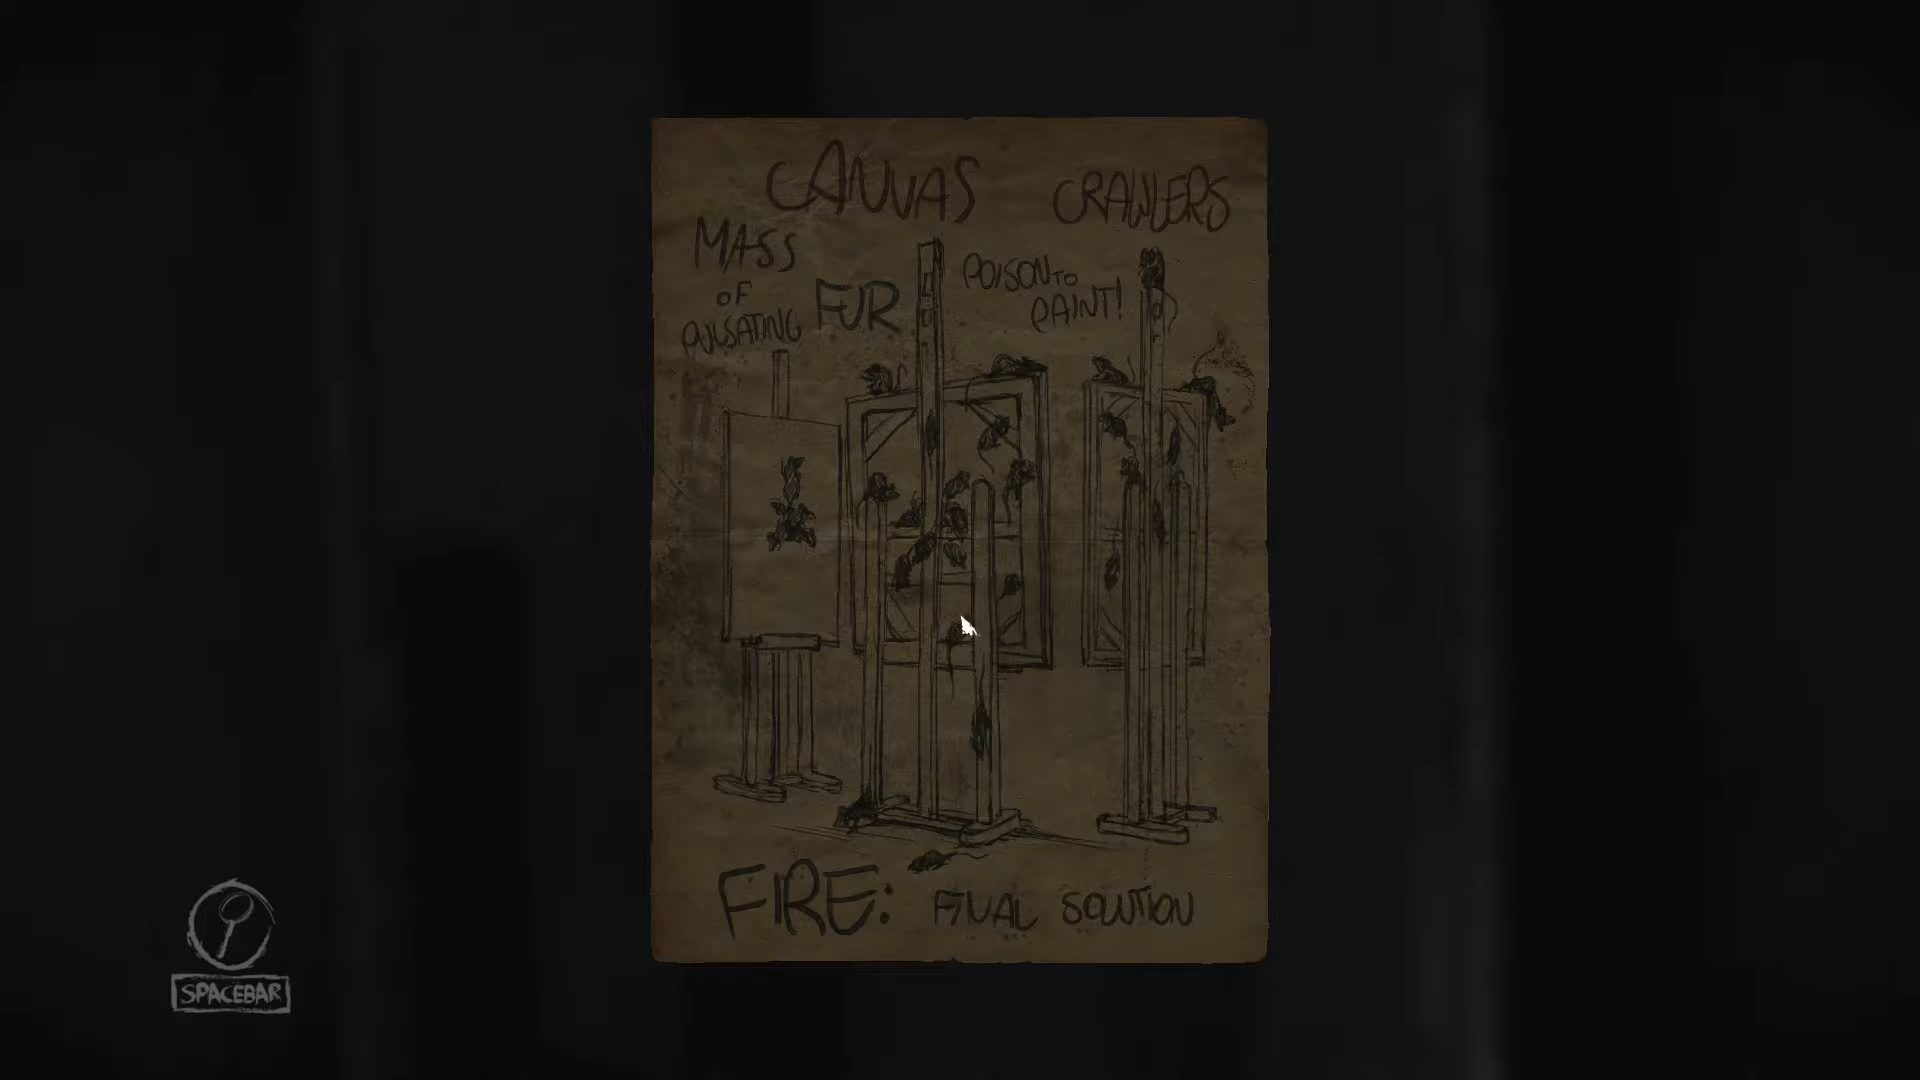 CANVAS CRAWLERS
MASS
OF
PULSATING FUR
POISON TO
PAINT!
FIRE: FINAL SOLUTION
SPACEBAR